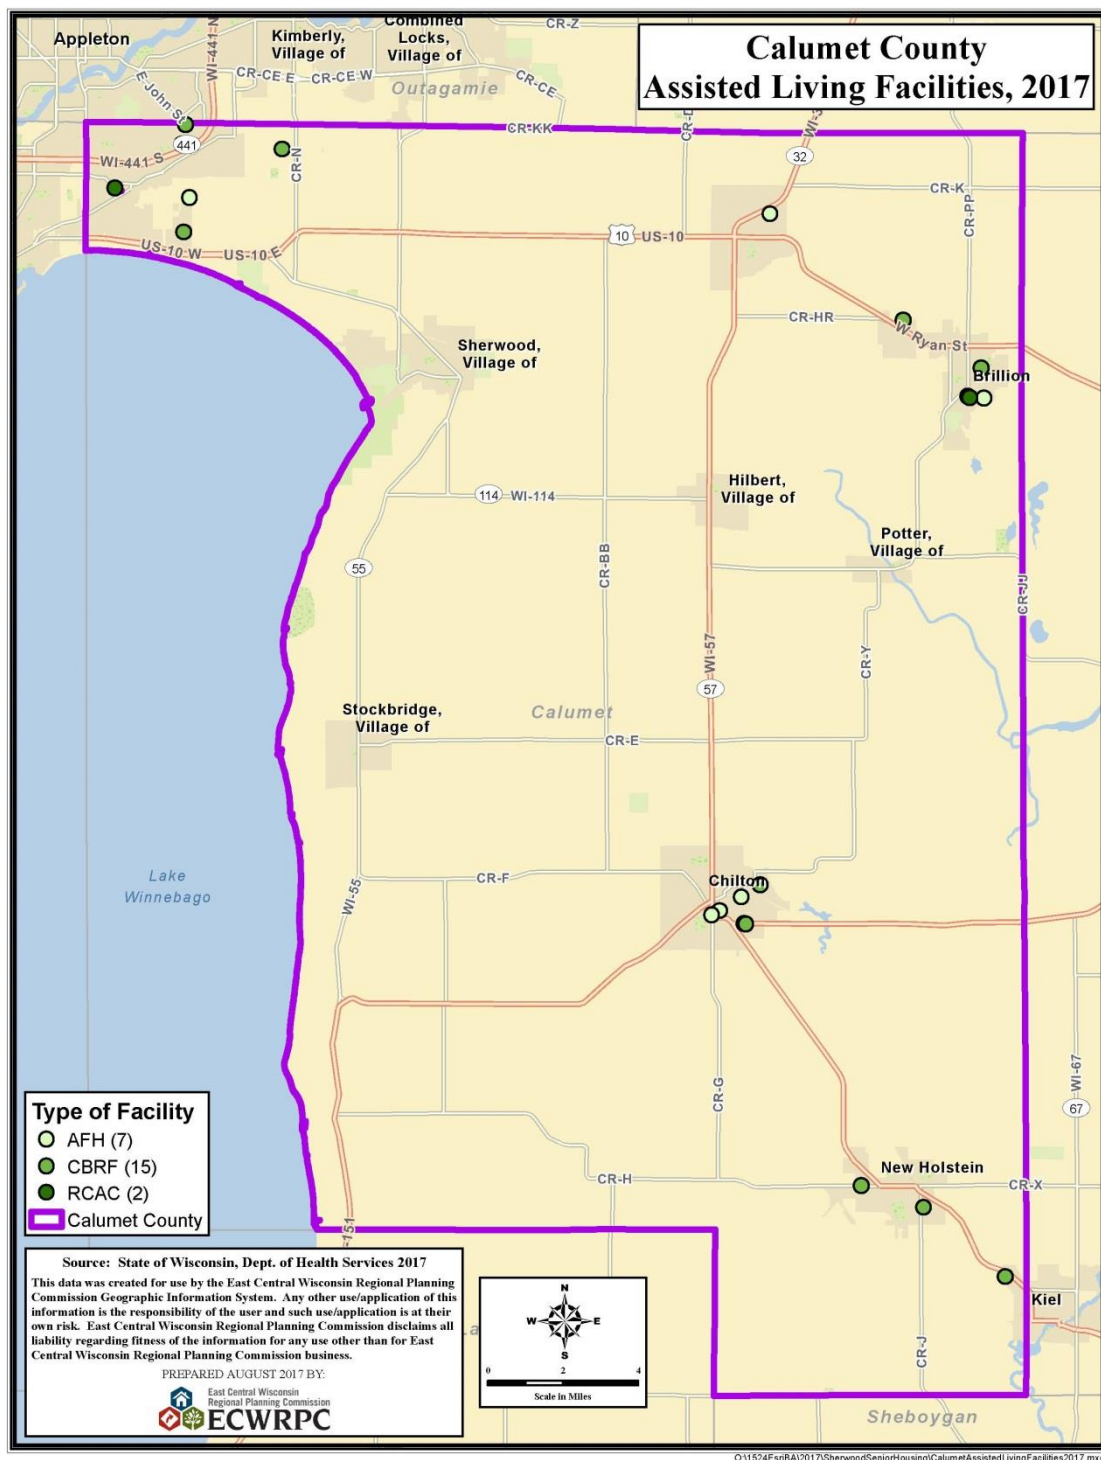 Calumet County
Assisted Living Facilities, 2017
Appleton
Kimberly,
Village of
Combined
Locks,
Village of
CR-Z
WI-441-N
CR-CE E
CR-CE W
CR-CE
Outagamie
E John St
CR-KK
CR-D
WI-3
441
WI-441 S
CR-N
32
CR-K
CR-PP
US-10 W
US-10 E
10
US-10
CR-HR
W Ryan St
Sherwood,
Village of
Brillion
Hilbert,
Village of
114
WI-114
Potter,
Village of
55
CR-BB
CR-JJ
WI-57
CR-Y
57
Stockbridge,
Village of
Calumet
CR-E
Lake
Winnebago
WI-55
CR-F
Chilton
CR-G
WI-67
67
New Holstein
CR-H
CR-X
-151
Kiel
CR-J
Sheboygan
Type of Facility
AFH (7)
CBRF (15)
RCAC (2)
Calumet County
Source: State of Wisconsin, Dept. of Health Services 2017
This data was created for use by the East Central Wisconsin Regional Planning
Commission Geographic Information System. Any other use/application of this
information is the responsibility of the user and such use/application is at their
own risk. East Central Wisconsin Regional Planning Commission disclaims all
liability regarding fitness of the information for any use other than for East
Central Wisconsin Regional Planning Commission business.
PREPARED AUGUST 2017 BY:
East Central Wisconsin
Regional Planning Commission
ECWRPC
N
W
E
S
0 2 4
Scale in Miles
O:\1524EsriBA\2017\SherwoodSeniorHousing\CalumetAssistedLivingFacilities2017.mxd